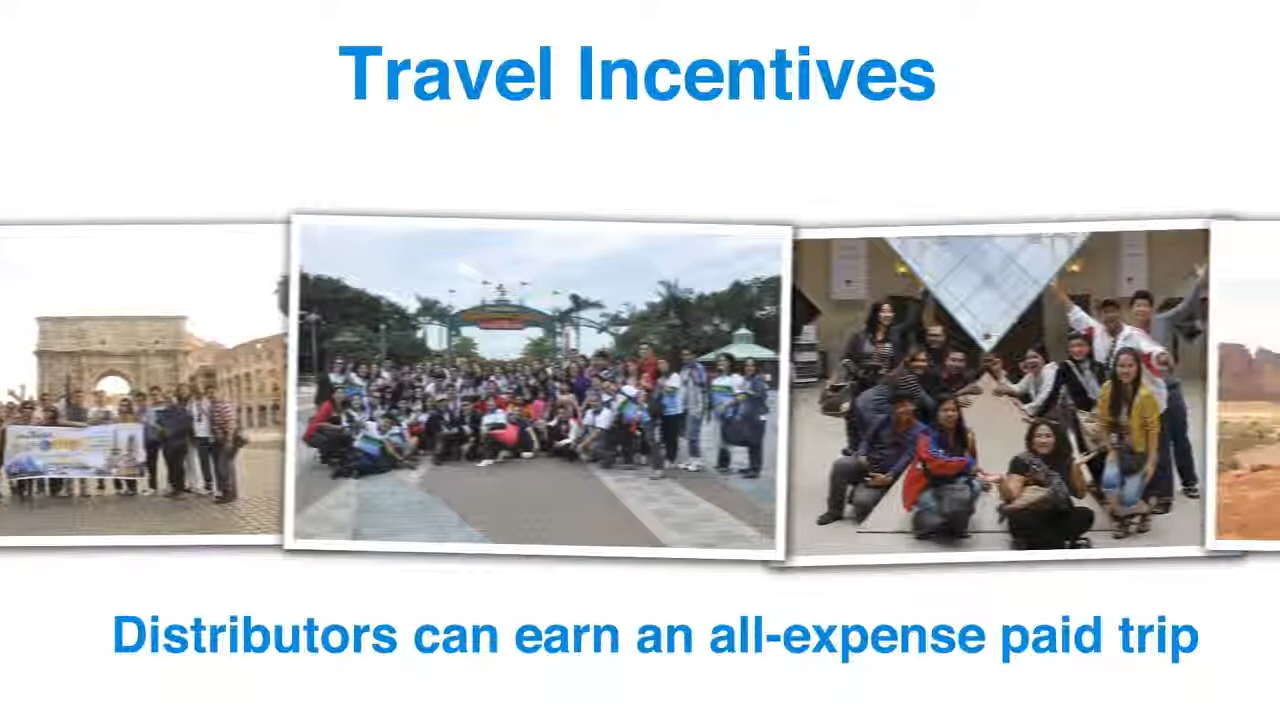 Travel Incentives
Distributors can earn an all-expense paid trip